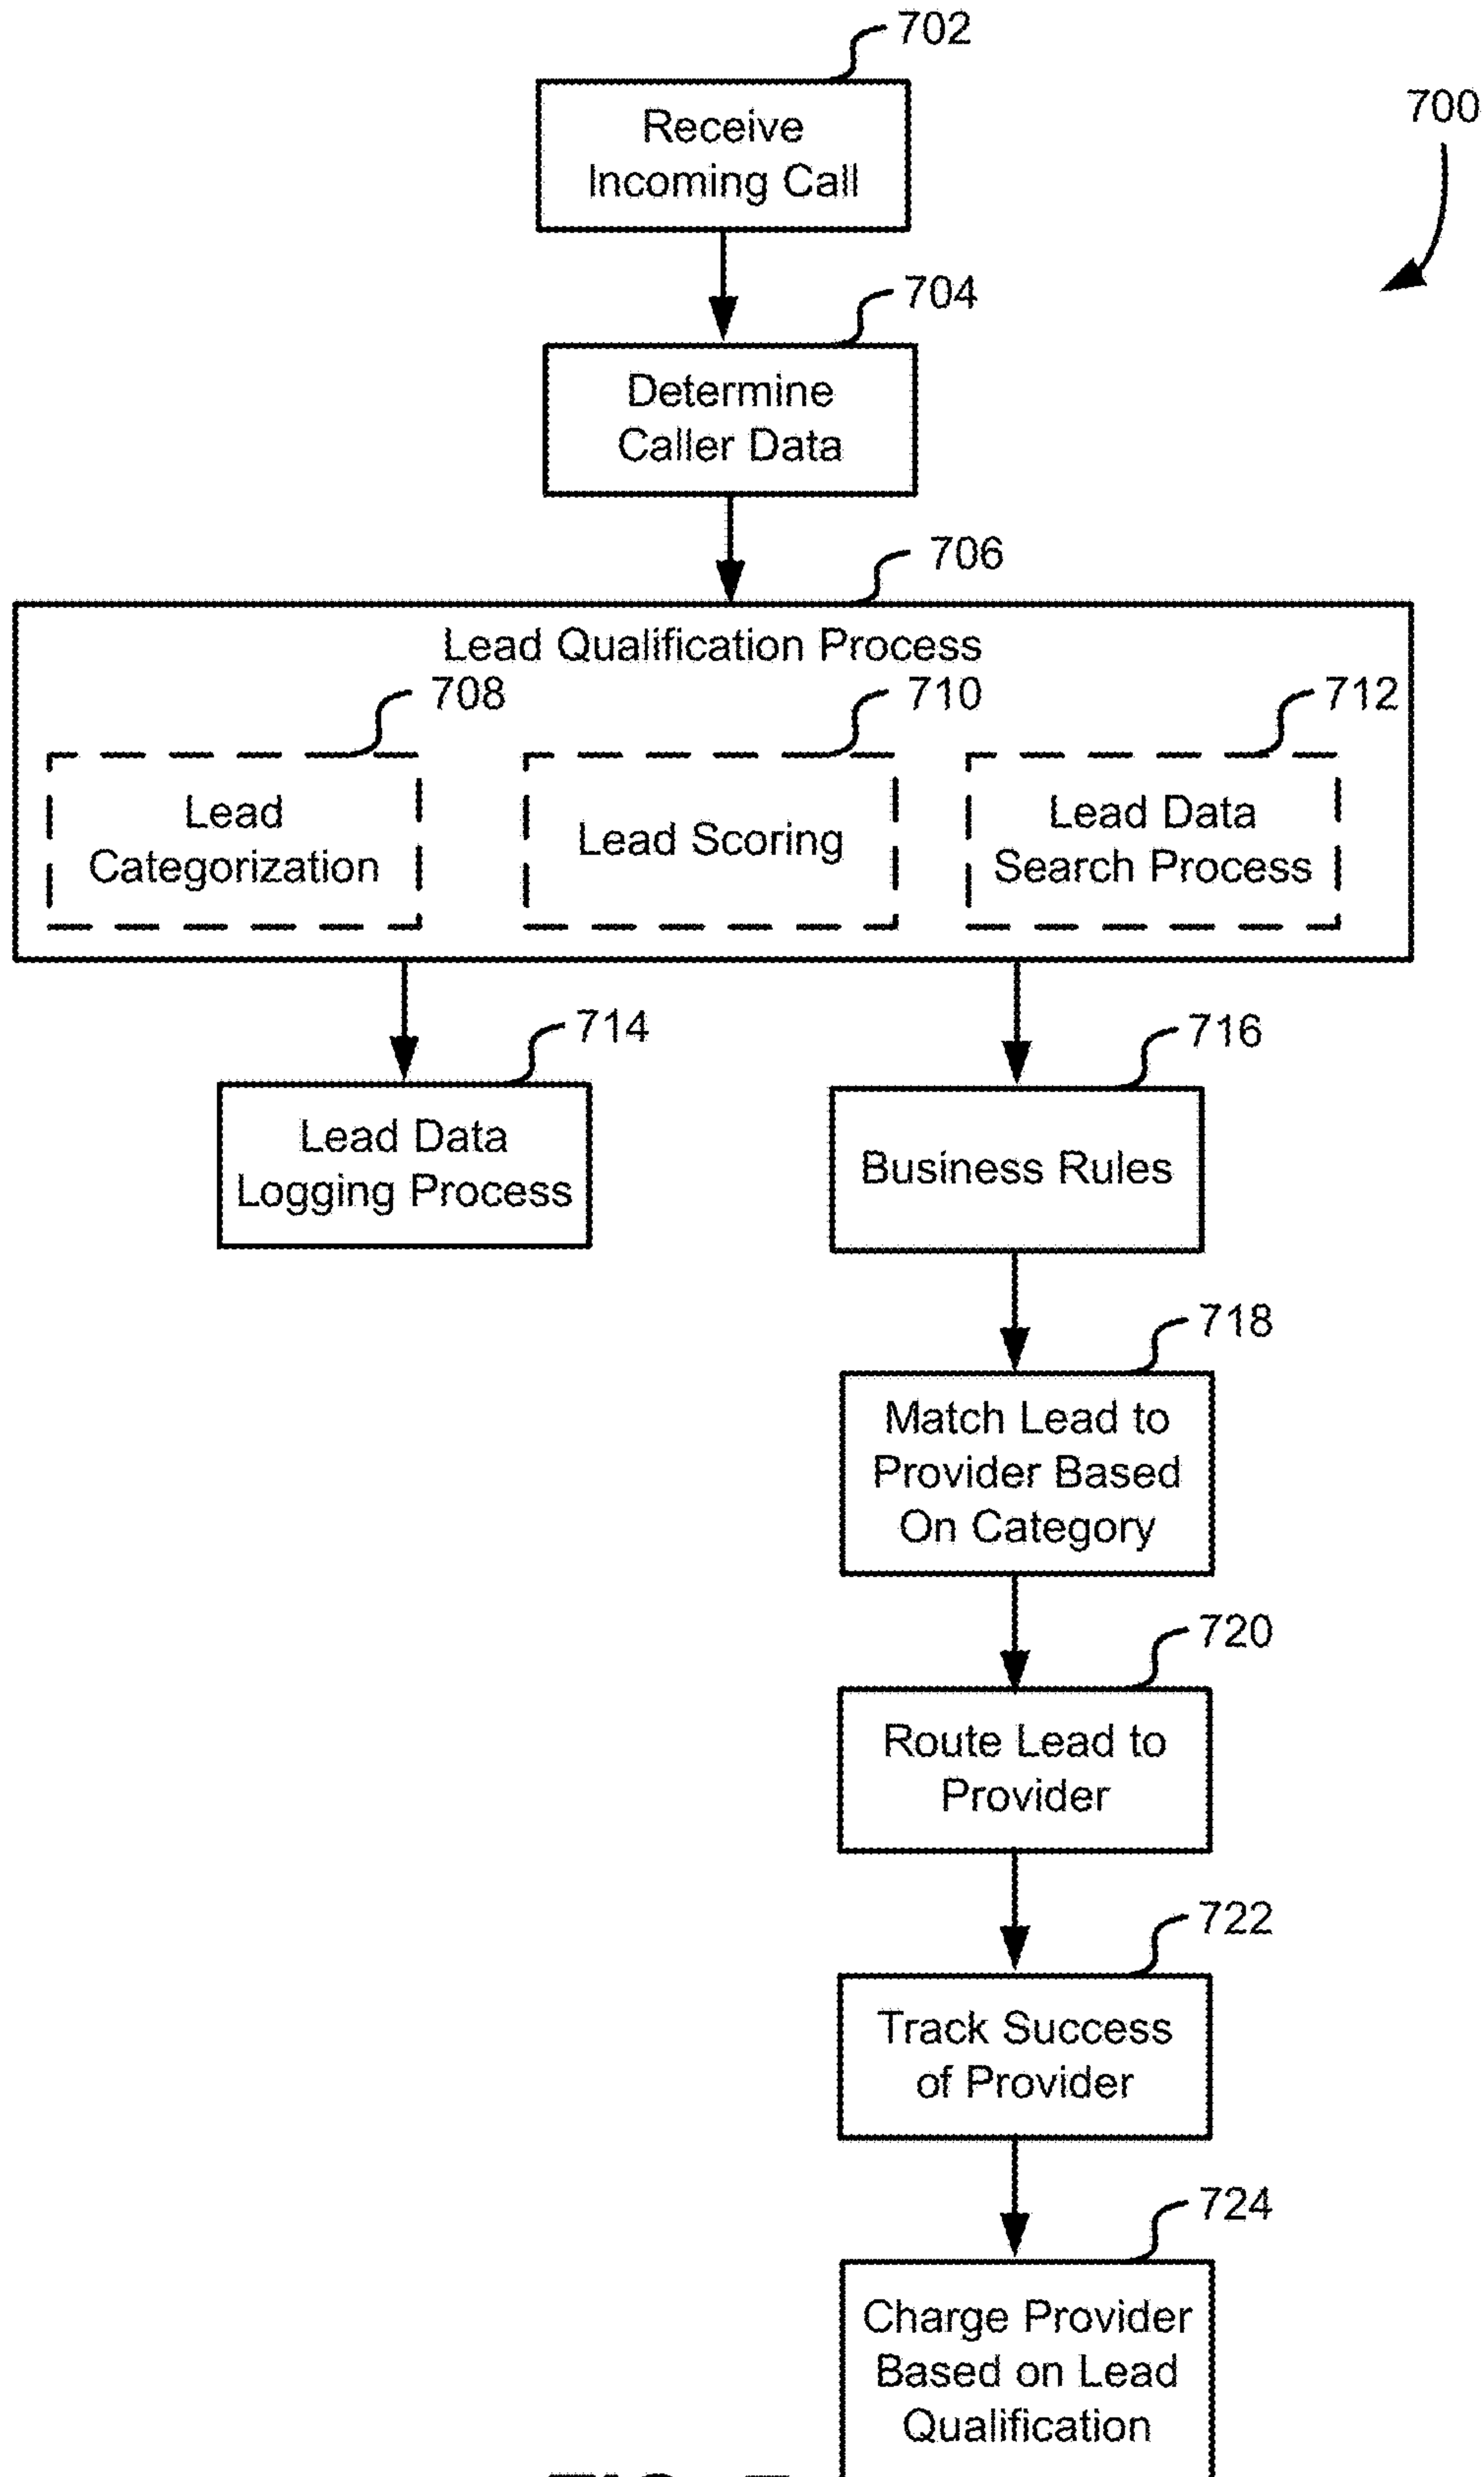 702
Receive
Incoming Call
700
704
Determine
Caller Data
706
Lead Qualification Process
708
710
712
Lead
Categorization
Lead Scoring
Lead Data
Search Process
714
Lead Data
Logging Process
716
Business Rules
718
Match Lead to
Provider Based
On Category
720
Route Lead to
Provider
722
Track Success
of Provider
724
Charge Provider
Based on Lead
Qualification